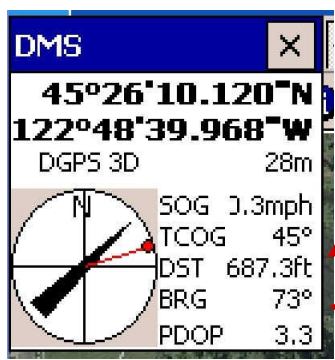 DMS
45°26'10.120"N
122°48'39.968"W
DGPS 3D 28m
N
SOG .3mph
TCOG 45°
DST 687.3ft
BRG 73°
PDOP 3.3